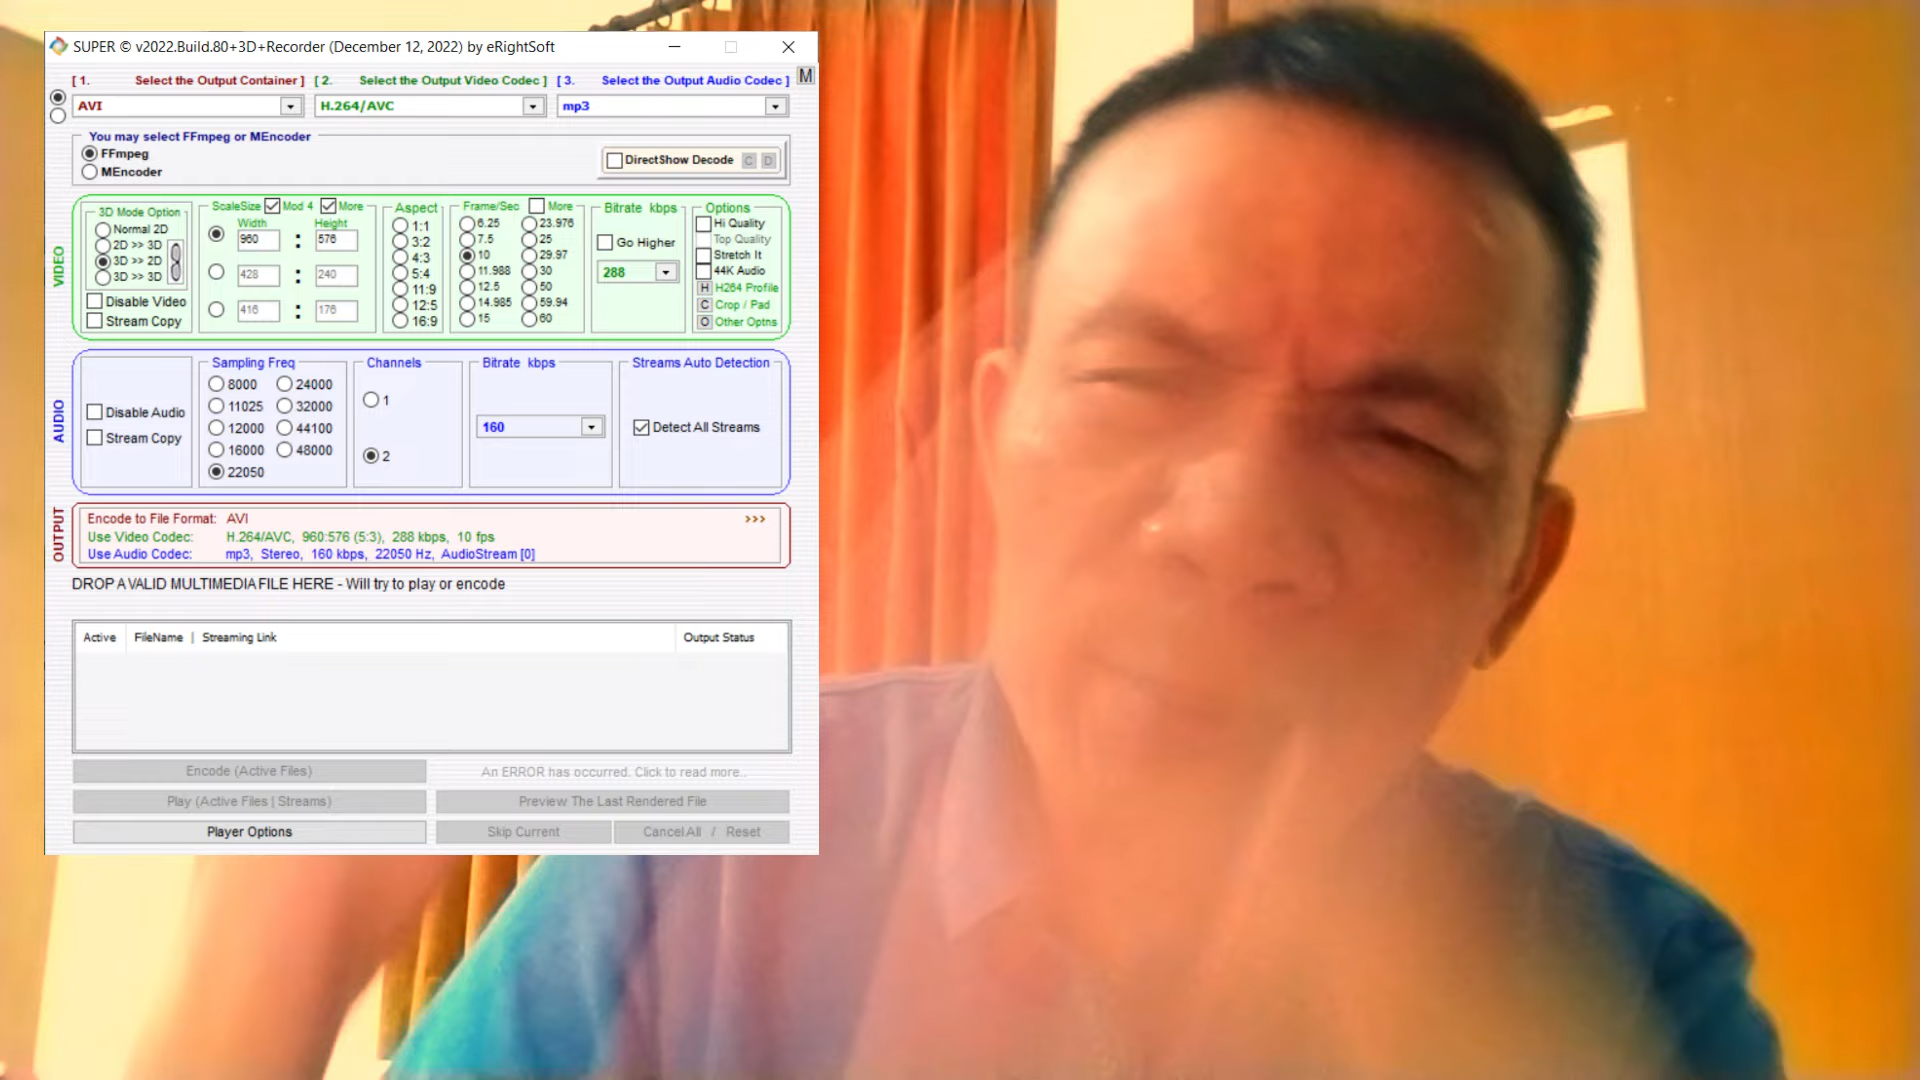 SUPER © v2022.Build.80+3D+Recorder (December 12, 2022) by eRightSoft
[ 1. Select the Output Container ] [ 2. Select the Output Video Codec ] [ 3. Select the Output Audio Codec ] M
AVI H.264/AVC mp3
You may select FFmpeg or MEncoder
FFmpeg
MEncoder
DirectShow Decode C D
VIDEO
3D Mode Option
Normal 2D
2D >> 3D
3D >> 2D
3D >> 3D
Disable Video
Stream Copy
ScaleSize Mod 4 More
Width Height
960 : 576
428 : 240
416 : 176
Aspect
1:1
3:2
4:3
5:4
11:9
12:5
16:9
Frame/Sec More
6.25 23.976
7.5 25
10 29.97
11.988 30
12.5 50
14.985 59.94
15 60
Bitrate kbps
Go Higher
288
Options
Hi Quality
Top Quality
Stretch It
44K Audio
H H264 Profile
C Crop / Pad
O Other Optns
AUDIO
Disable Audio
Stream Copy
Sampling Freq
8000 24000
11025 32000
12000 44100
16000 48000
22050
Channels
1
2
Bitrate kbps
160
Streams Auto Detection
Detect All Streams
OUTPUT
Encode to File Format: AVI >>>
Use Video Codec: H.264/AVC, 960:576 (5:3), 288 kbps, 10 fps
Use Audio Codec: mp3, Stereo, 160 kbps, 22050 Hz, AudioStream [0]
DROP A VALID MULTIMEDIA FILE HERE - Will try to play or encode
Active FileName | Streaming Link Output Status
Encode (Active Files) An ERROR has occurred. Click to read more..
Play (Active Files | Streams) Preview The Last Rendered File
Player Options Skip Current Cancel All / Reset